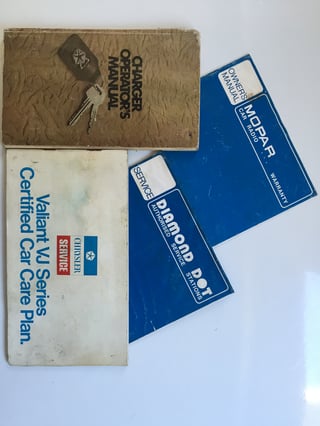 CHARGER
OPERATOR'S
MANUAL
OWNERS
MANUAL
MOPAR
CAR RADIO
WARRANTY
SERVICE
DIAMOND DOT
AUTHORISED SERVICE
STATIONS
CHRYSLER
SERVICE
Valiant VJ Series
Certified Car Care Plan.